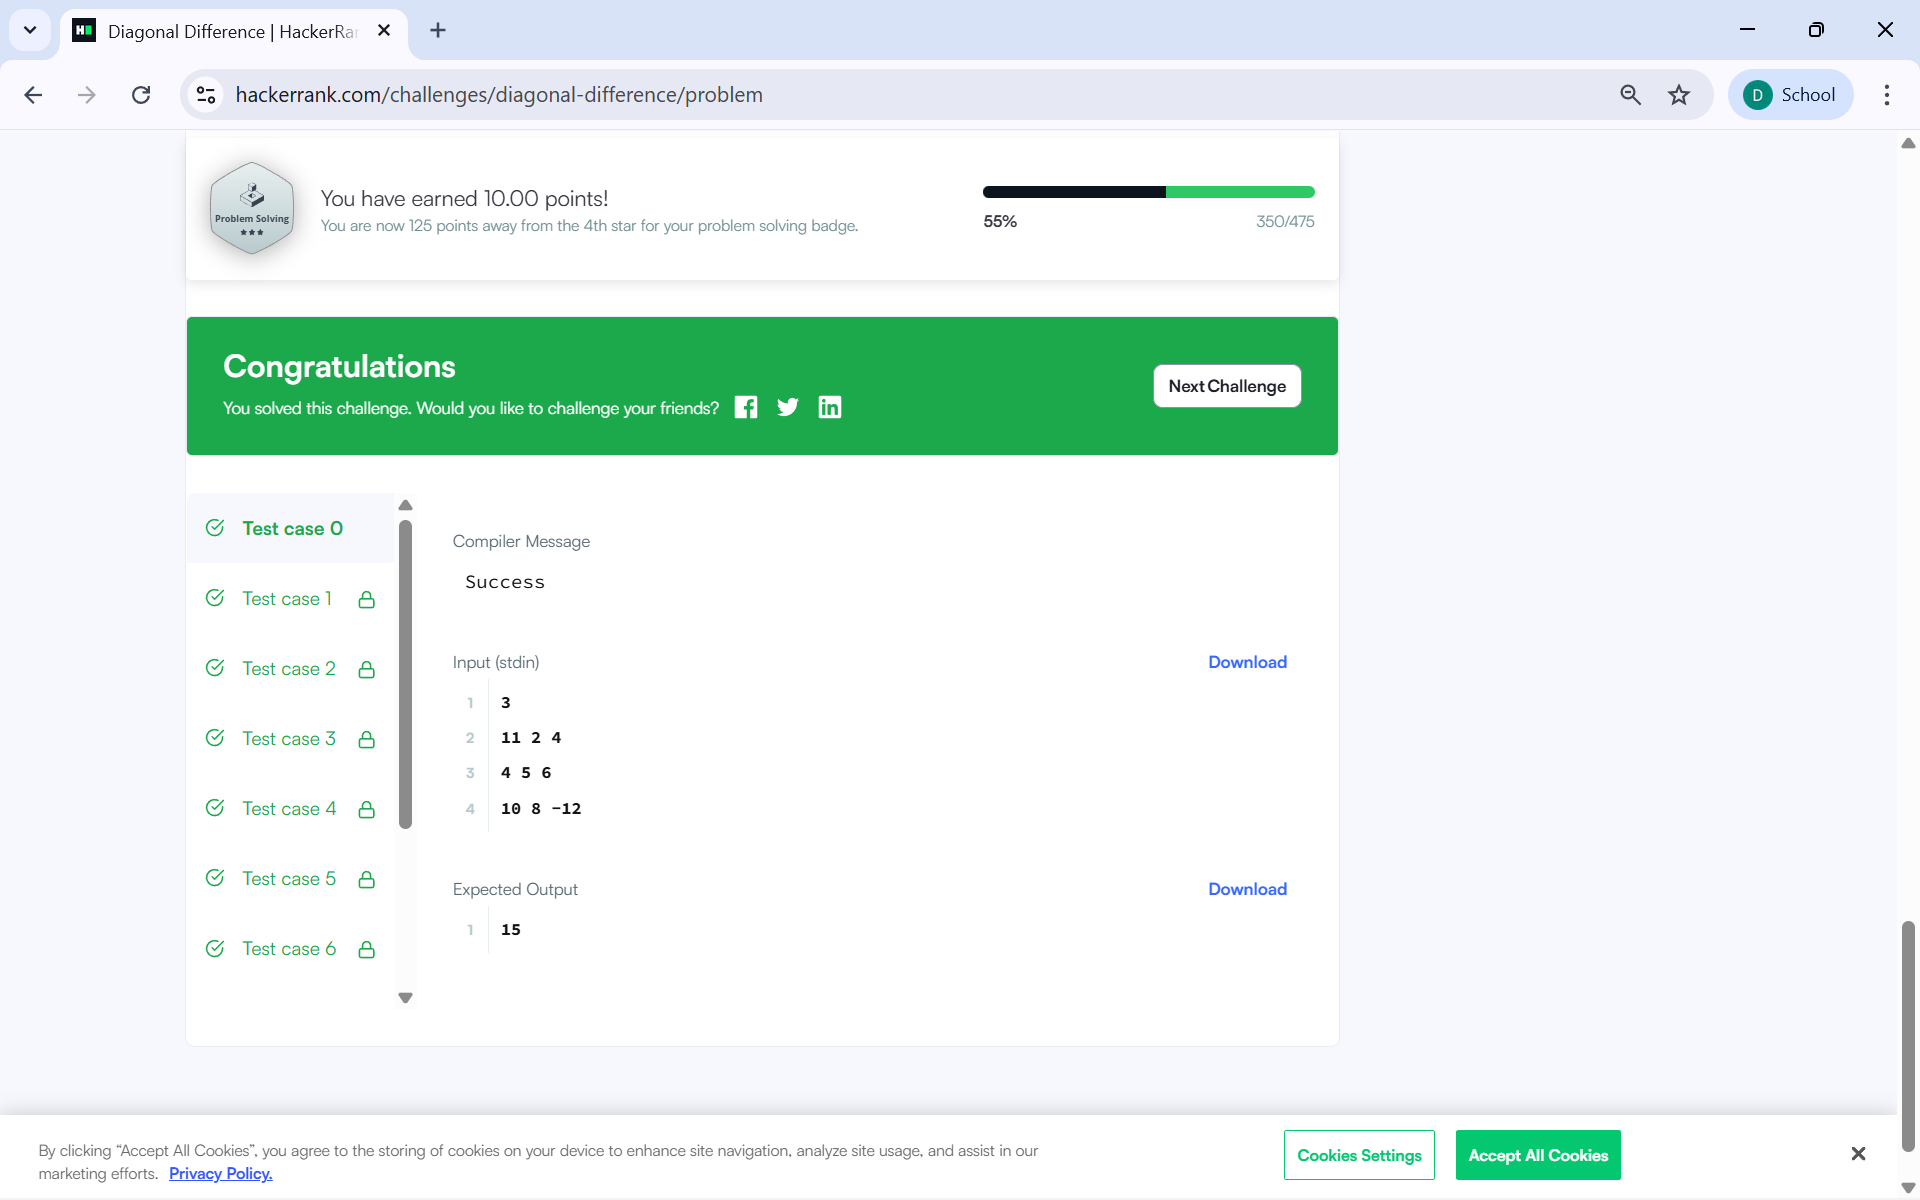 Diagonal Difference | HackerRa
hackerrank.com/challenges/diagonal-difference/problem
D School
Problem Solving
You have earned 10.00 points!
You are now 125 points away from the 4th star for your problem solving badge.
55% 350/475
Congratulations
You solved this challenge. Would you like to challenge your friends?
Next Challenge
Test case 0
Test case 1
Test case 2
Test case 3
Test case 4
Test case 5
Test case 6
Compiler Message
Success
Input (stdin) Download
1 3
2 11 2 4
3 4 5 6
4 10 8 -12
Expected Output Download
1 15
By clicking “Accept All Cookies”, you agree to the storing of cookies on your device to enhance site navigation, analyze site usage, and assist in our
marketing efforts. Privacy Policy.
Cookies Settings
Accept All Cookies